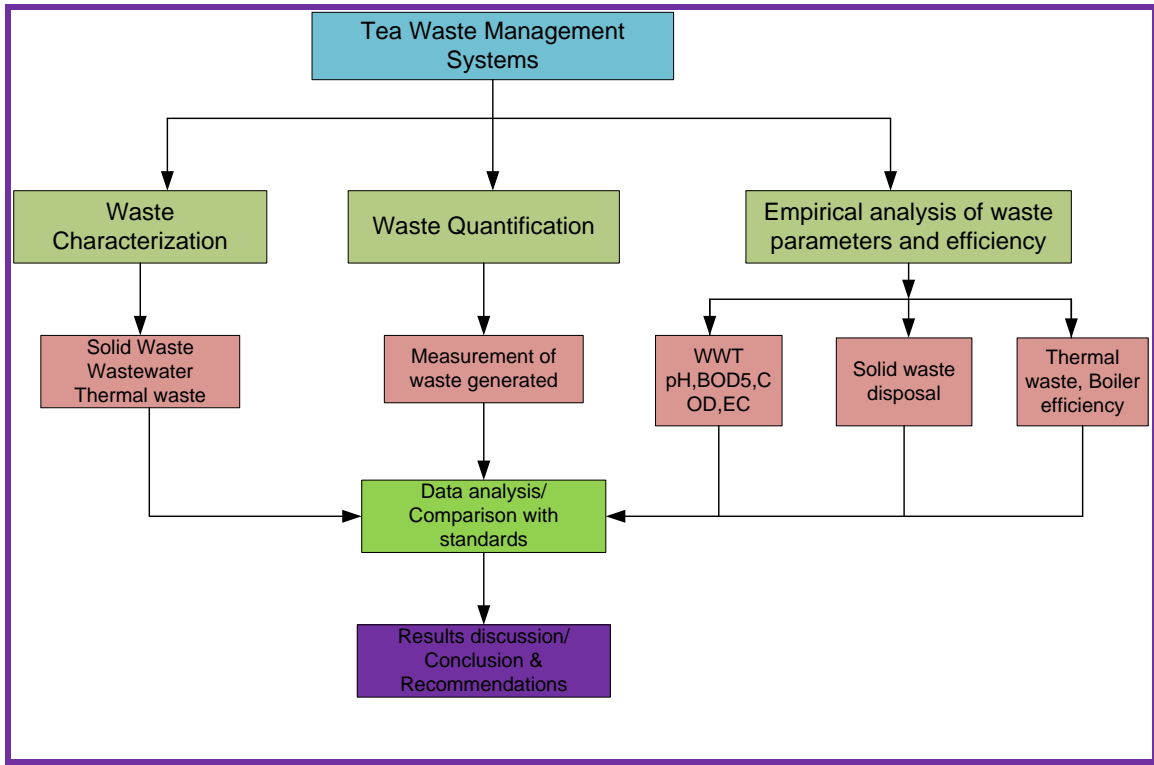 Tea Waste Management
Systems
Waste
Characterization
Waste Quantification
Empirical analysis of waste
parameters and efficiency
Solid Waste
Wastewater
Thermal waste
Measurement of
waste generated
WWT
pH,BOD5,C
OD,EC
Solid waste
disposal
Thermal
waste, Boiler
efficiency
Data analysis/
Comparison with
standards
Results discussion/
Conclusion &
Recommendations